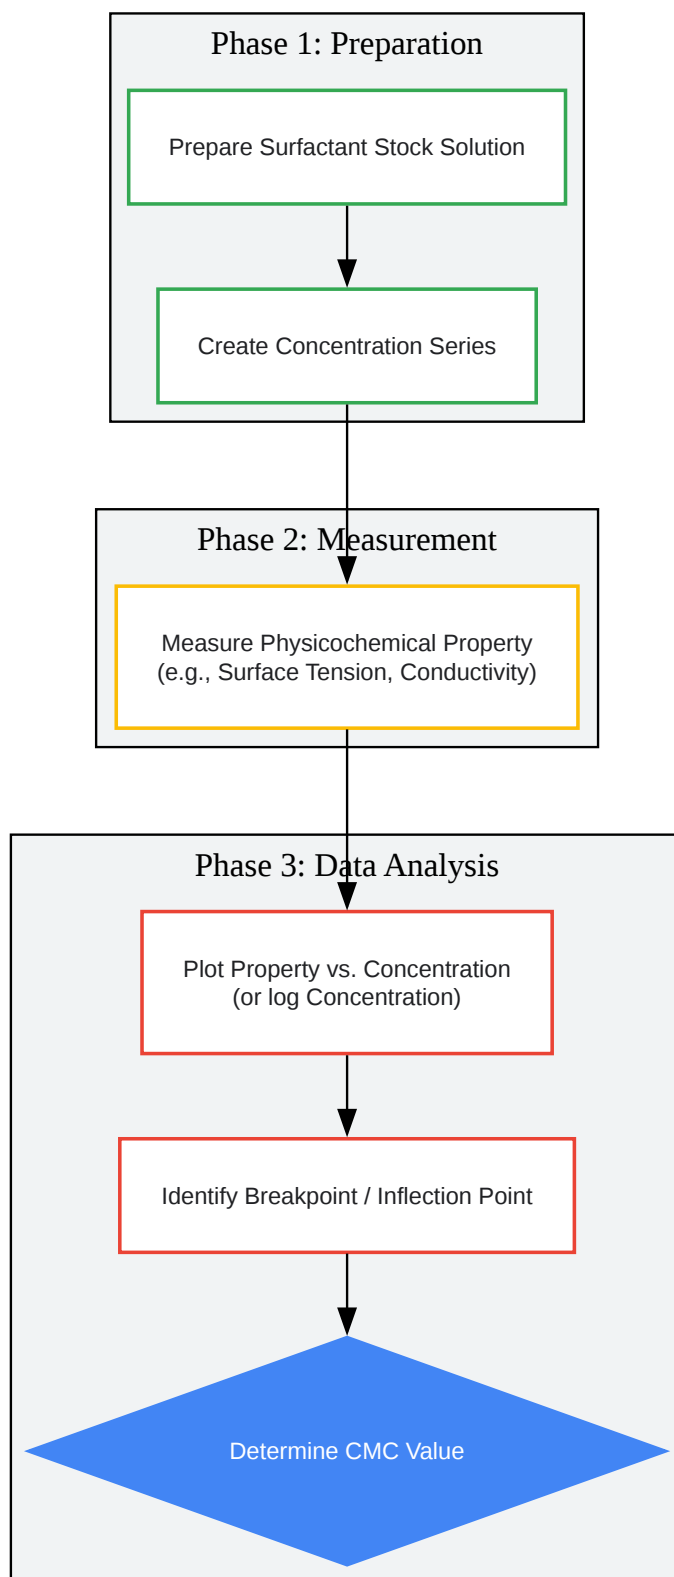 Phase 1: Preparation
Prepare Surfactant Stock Solution
Create Concentration Series
Phase 2: Measurement
Measure Physicochemical Property
(e.g., Surface Tension, Conductivity)
Phase 3: Data Analysis
Plot Property vs. Concentration
(or log Concentration)
Identify Breakpoint / Inflection Point
Determine CMC Value